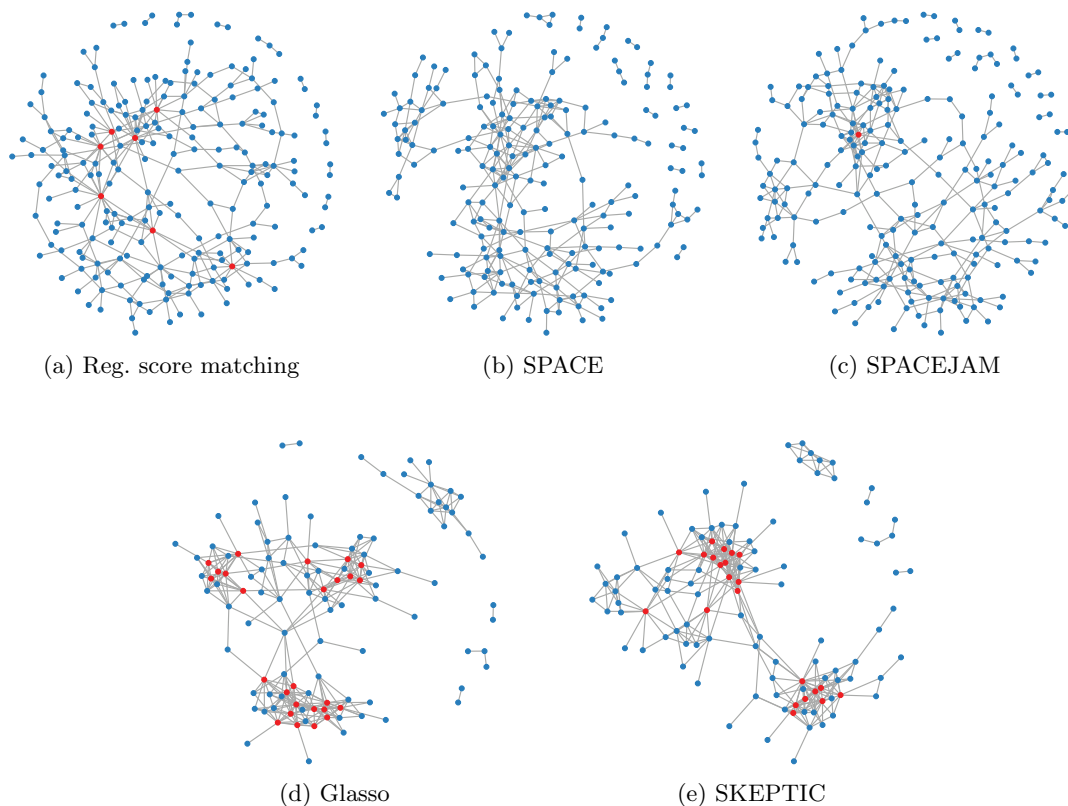 (a) Reg. score matching
(b) SPACE
(c) SPACEJAM
(d) Glasso
(e) SKEPTIC